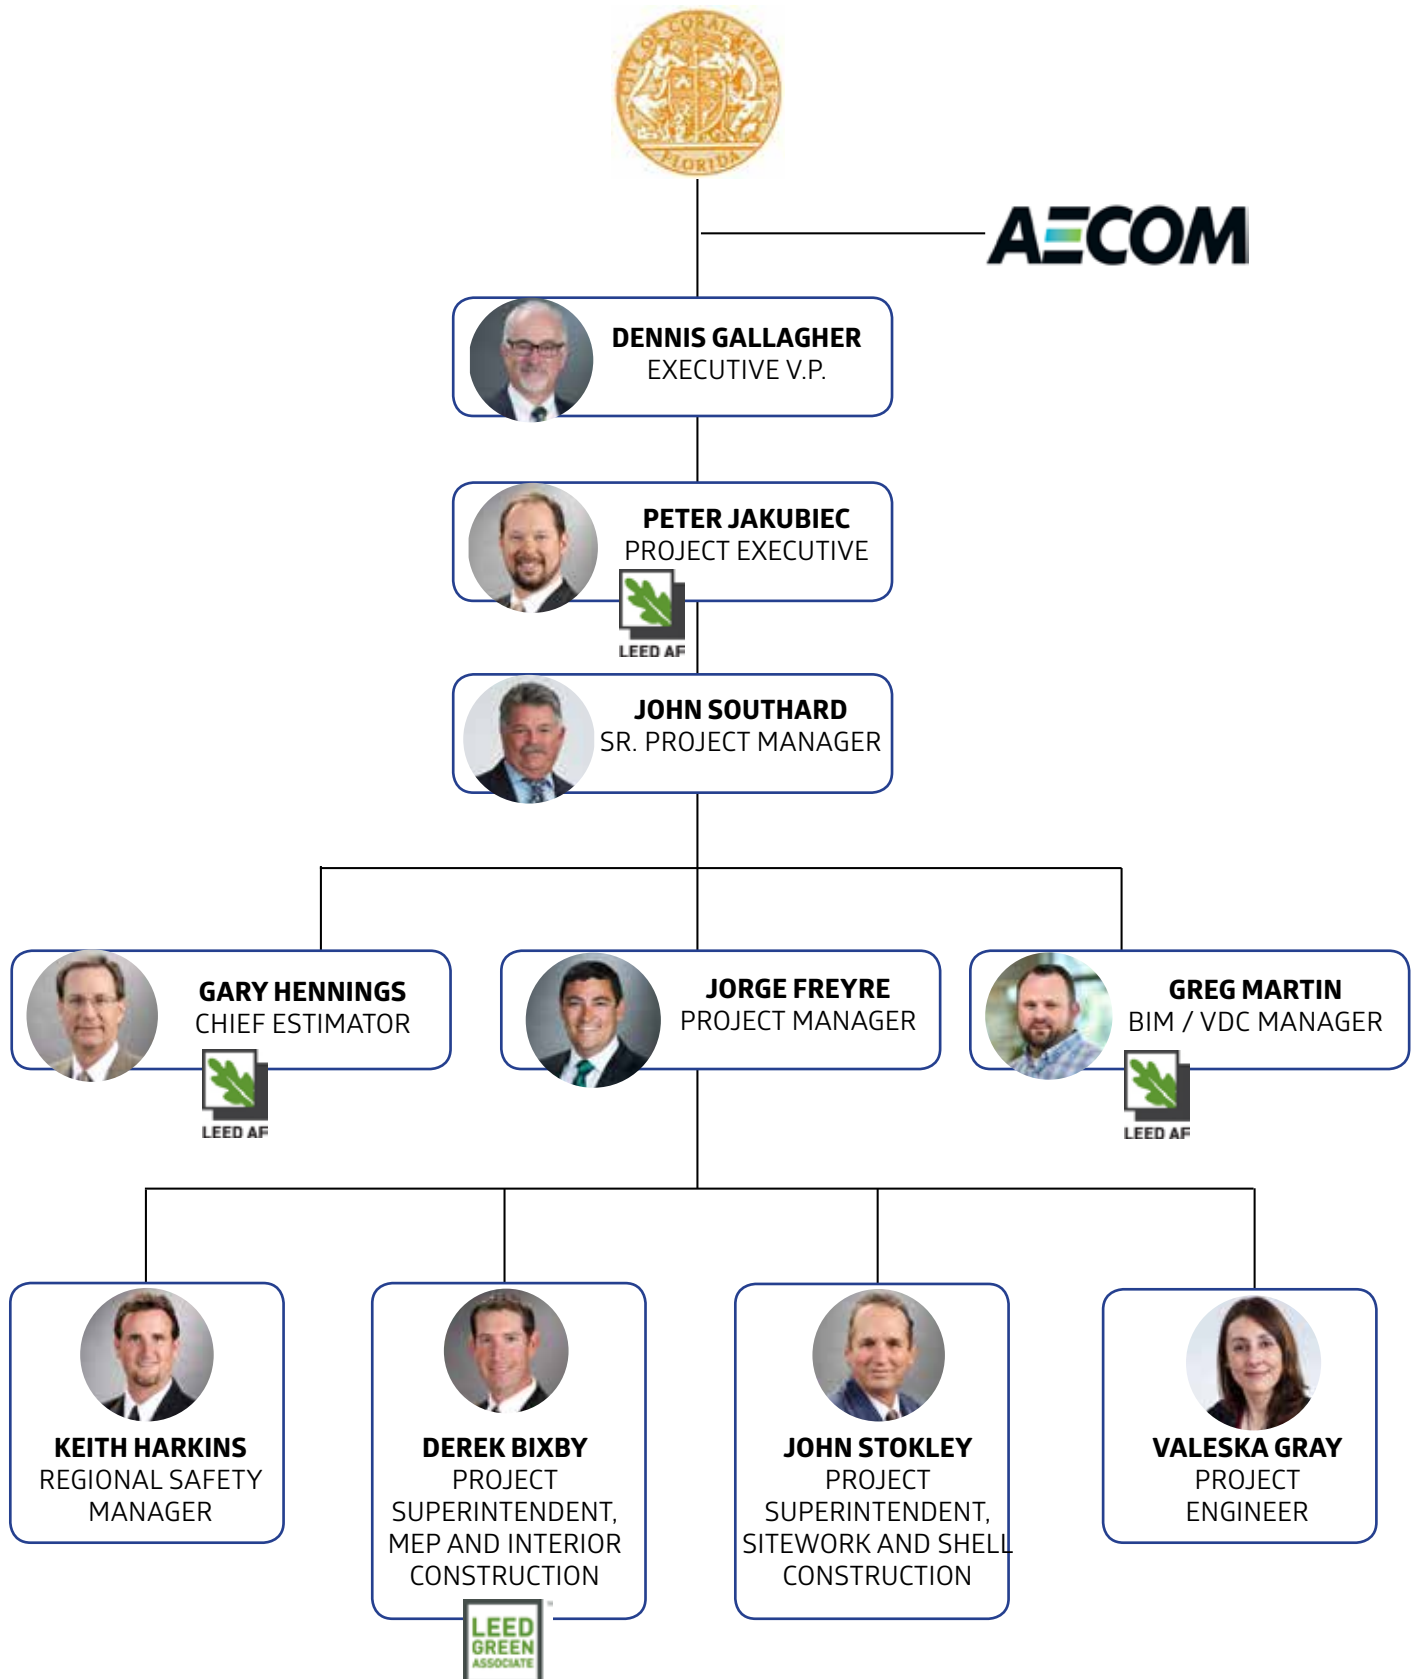 CITY OF CORAL GABLES
FLORIDA
AECOM
DENNIS GALLAGHER
EXECUTIVE V.P.
PETER JAKUBIEC
PROJECT EXECUTIVE
LEED AF
JOHN SOUTHARD
SR. PROJECT MANAGER
GARY HENNINGS
CHIEF ESTIMATOR
LEED AF
JORGE FREYRE
PROJECT MANAGER
GREG MARTIN
BIM / VDC MANAGER
LEED AF
KEITH HARKINS
REGIONAL SAFETY
MANAGER
DEREK BIXBY
PROJECT
SUPERINTENDENT,
MEP AND INTERIOR
CONSTRUCTION
LEED
GREEN
ASSOCIATE
JOHN STOKLEY
PROJECT
SUPERINTENDENT,
SITEWORK AND SHELL
CONSTRUCTION
VALESKA GRAY
PROJECT
ENGINEER